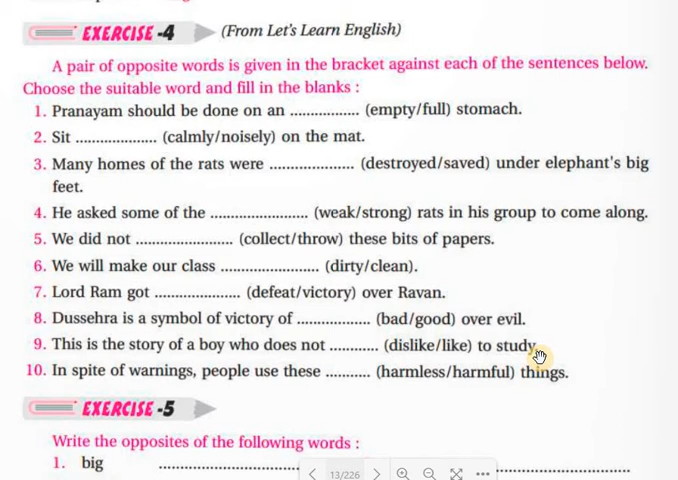 EXERCISE -4 (From Let's Learn English)
A pair of opposite words is given in the bracket against each of the sentences below.
Choose the suitable word and fill in the blanks :
1. Pranayam should be done on an ................. (empty/full) stomach.
2. Sit .................... (calmly/noisely) on the mat.
3. Many homes of the rats were ..................... (destroyed/saved) under elephant's big
feet.
4. He asked some of the ........................ (weak/strong) rats in his group to come along.
5. We did not ........................ (collect/throw) these bits of papers.
6. We will make our class ........................ (dirty/clean).
7. Lord Ram got ..................... (defeat/victory) over Ravan.
8. Dussehra is a symbol of victory of .................. (bad/good) over evil.
9. This is the story of a boy who does not ............ (dislike/like) to study.
10. In spite of warnings, people use these ........... (harmless/harmful) things.
EXERCISE -5
Write the opposites of the following words :
1. big ................................... .................................
13/226